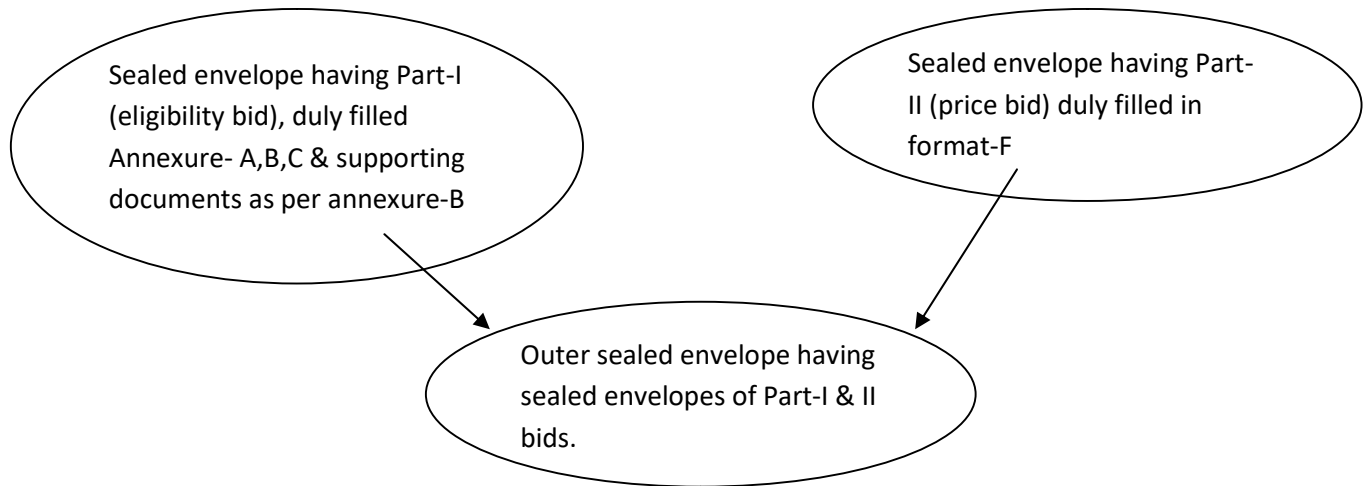 Sealed envelope having Part-I
(eligibility bid), duly filled
Annexure- A,B,C & supporting
documents as per annexure-B
Sealed envelope having Part-
II (price bid) duly filled in
format-F
Outer sealed envelope having
sealed envelopes of Part-I & II
bids.